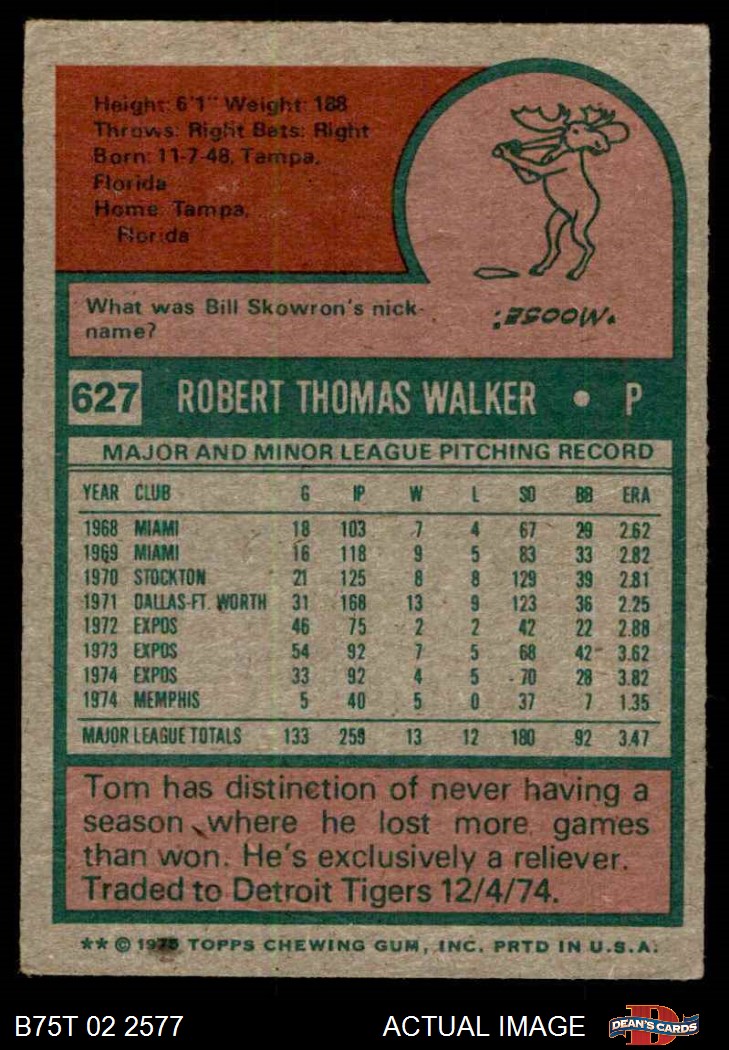 Height: 6'1" Weight: 188
Throws: Right Bats: Right
Born: 11-7-48, Tampa,
Florida
Home: Tampa,
Florida
What was Bill Skowron's nick-
name?
"MOOSE."
627 ROBERT THOMAS WALKER • P
MAJOR AND MINOR LEAGUE PITCHING RECORD
YEAR CLUB G IP W L SO BB ERA
1968 MIAMI 18 103 7 4 67 29 2.62
1969 MIAMI 16 118 9 5 83 33 2.82
1970 STOCKTON 21 125 8 8 129 39 2.81
1971 DALLAS-FT. WORTH 31 168 13 9 123 36 2.25
1972 EXPOS 46 75 2 2 42 22 2.88
1973 EXPOS 54 92 7 5 68 42 3.62
1974 EXPOS 33 92 4 5 70 28 3.82
1974 MEMPHIS 5 40 5 0 37 7 1.35
MAJOR LEAGUE TOTALS 133 259 13 12 180 92 3.47
Tom has distinction of never having a
season where he lost more games
than won. He's exclusively a reliever.
Traded to Detroit Tigers 12/4/74.
** © 1975 TOPPS CHEWING GUM, INC. PRTD IN U.S.A.
B75T 02 2577 ACTUAL IMAGE DEAN'S CARDS